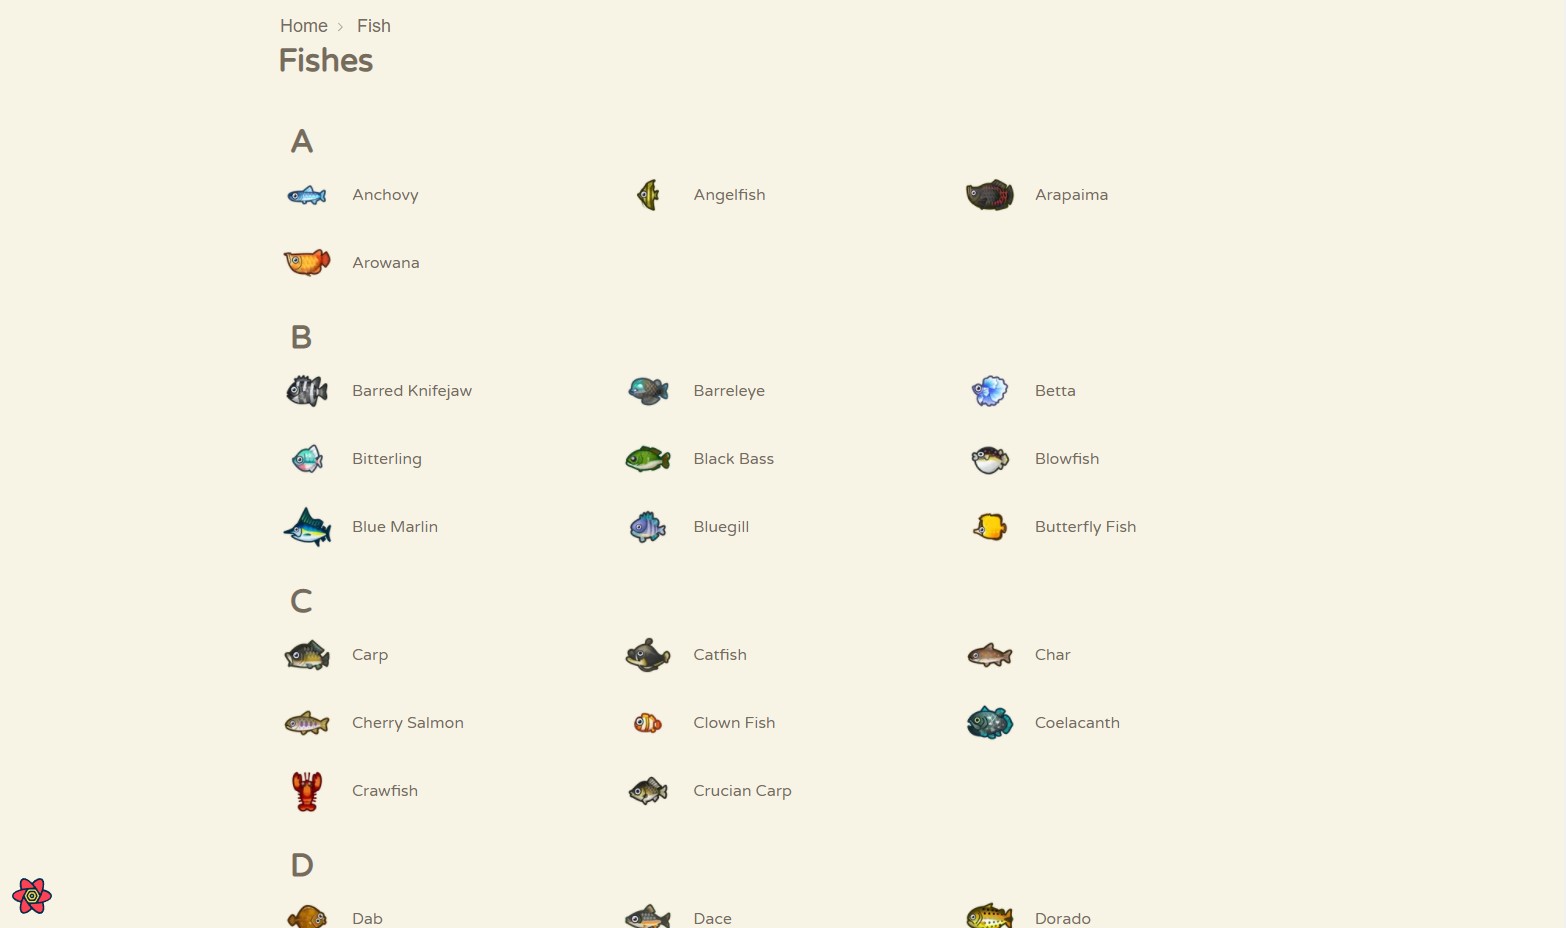 Home › Fish
Fishes
A
Anchovy Angelfish Arapaima
Arowana
B
Barred Knifejaw Barreleye Betta
Bitterling Black Bass Blowfish
Blue Marlin Bluegill Butterfly Fish
C
Carp Catfish Char
Cherry Salmon Clown Fish Coelacanth
Crawfish Crucian Carp
D
Dab Dace Dorado